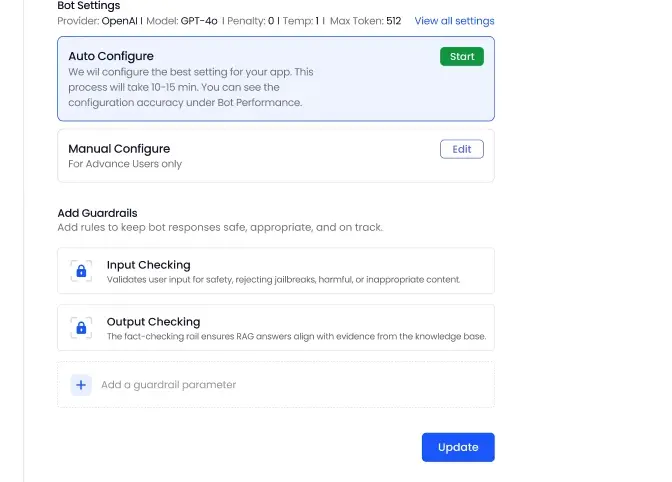 Bot Settings
Provider: OpenAI | Model: GPT-4o | Penalty: 0 | Temp: 1 | Max Token: 512 View all settings
Auto Configure
Start
We wil configure the best setting for your app. This
process will take 10-15 min. You can see the
configuration accuracy under Bot Performance.
Manual Configure
Edit
For Advance Users only
Add Guardrails
Add rules to keep bot responses safe, appropriate, and on track.
Input Checking
Validates user input for safety, rejecting jailbreaks, harmful, or inappropriate content.
Output Checking
The fact-checking rail ensures RAG answers align with evidence from the knowledge base.
+ Add a guardrail parameter
Update